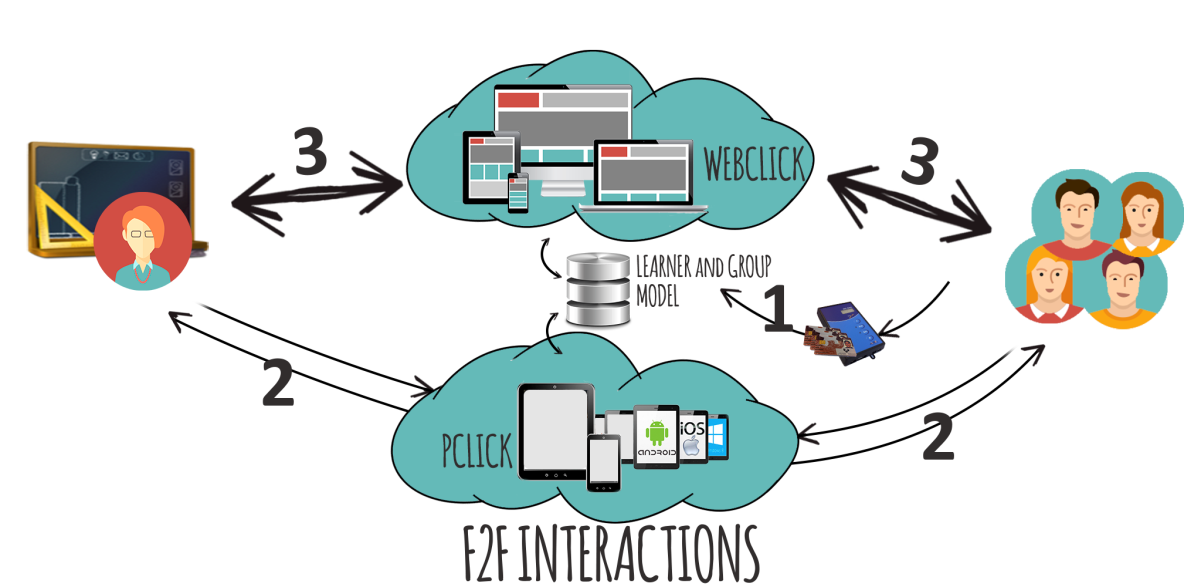 3
WEBCLICK
3
LEARNER AND GROUP
MODEL
1
2
PCLICK
ANDROID
iOS
2
F2F INTERACTIONS